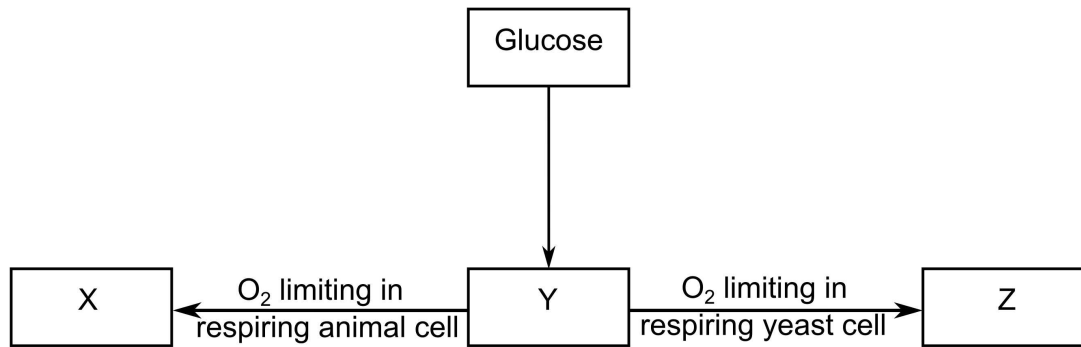 Glucose
X
O₂ limiting in
respiring animal cell
Y
O₂ limiting in
respiring yeast cell
Z